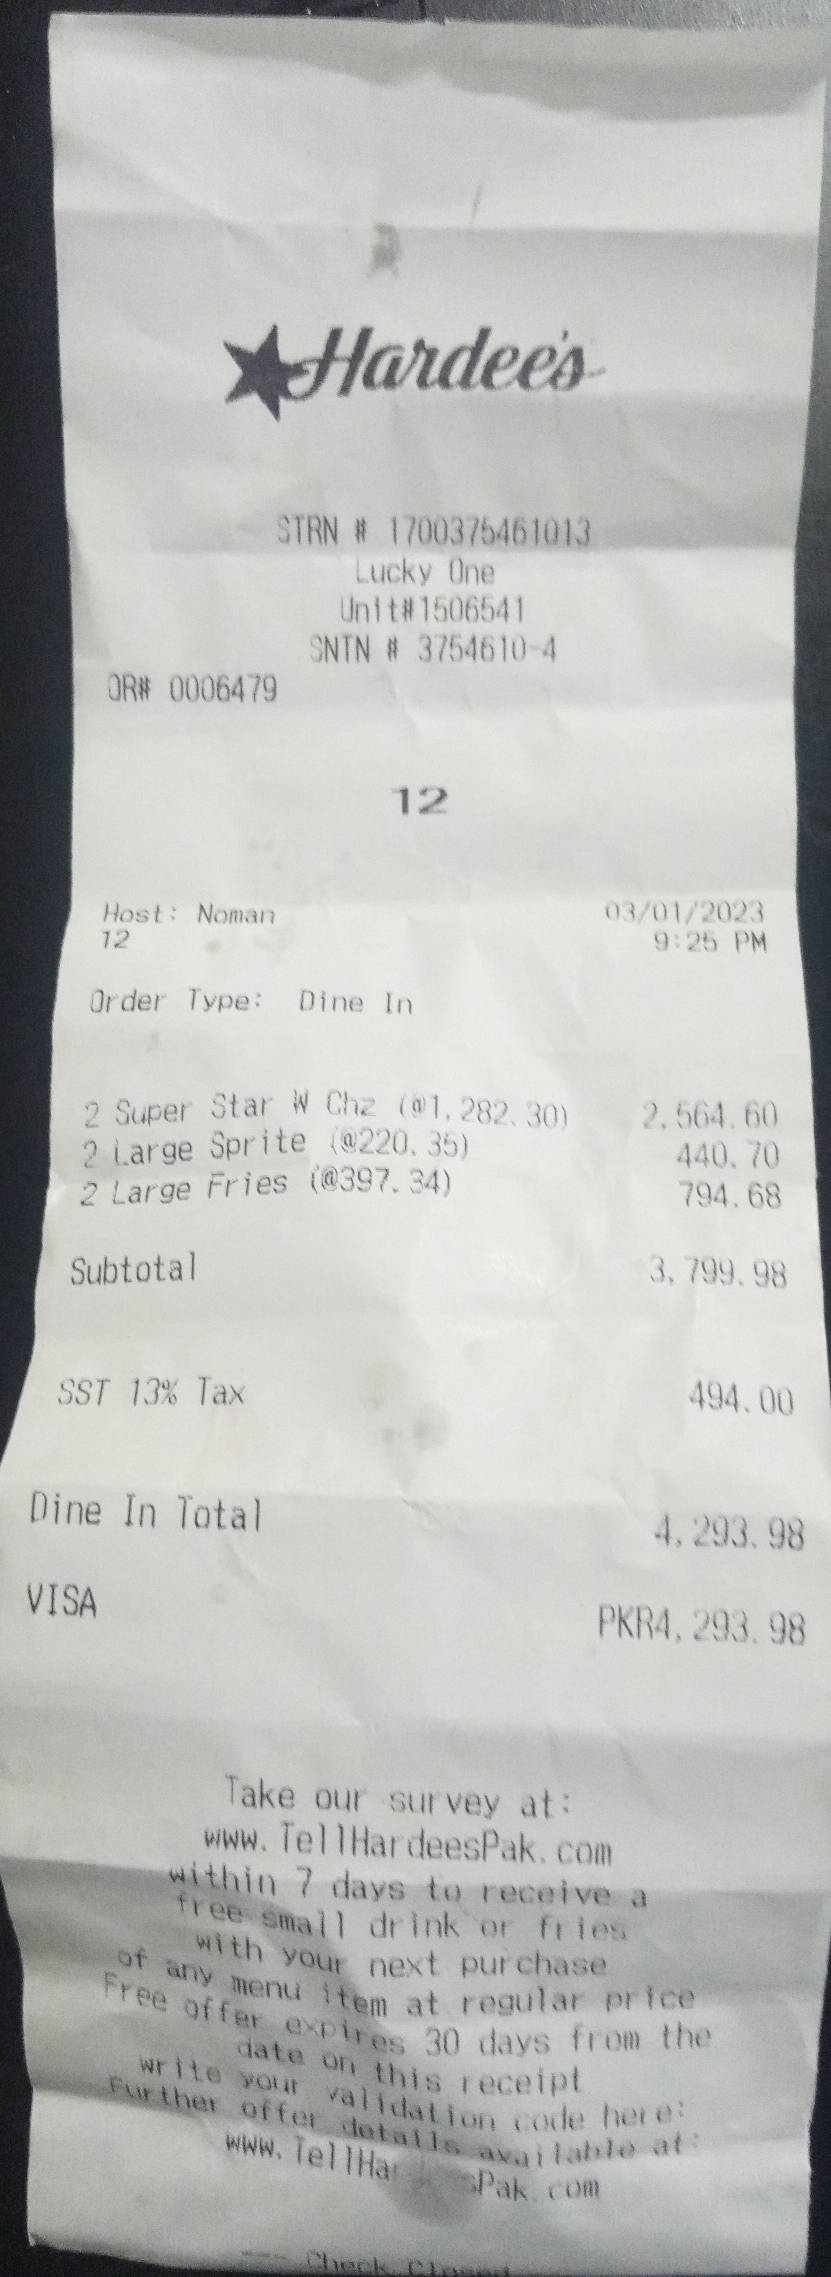 Hardee's
STRN # 1700375461013
Lucky One
Unit#1506541
SNTN # 3754610-4
OR# 0006479
12
Host: Noman 03/01/2023
12 9:25 PM
Order Type: Dine In
2 Super Star W Chz (@1,282.30) 2,564.60
2 Large Sprite (@220.35) 440.70
2 Large Fries (@397.34) 794.68
Subtotal 3,799.98
SST 13% Tax 494.00
Dine In Total 4,293.98
VISA PKR4,293.98
Take our survey at:
www.TellHardeesPak.com
within 7 days to receive a
free small drink or fries
with your next purchase
of any menu item at regular price
Free offer expires 30 days from the
date on this receipt
write your validation code here:
Further offer details available at:
www.TellHardeesPak.com
--- Check Closed